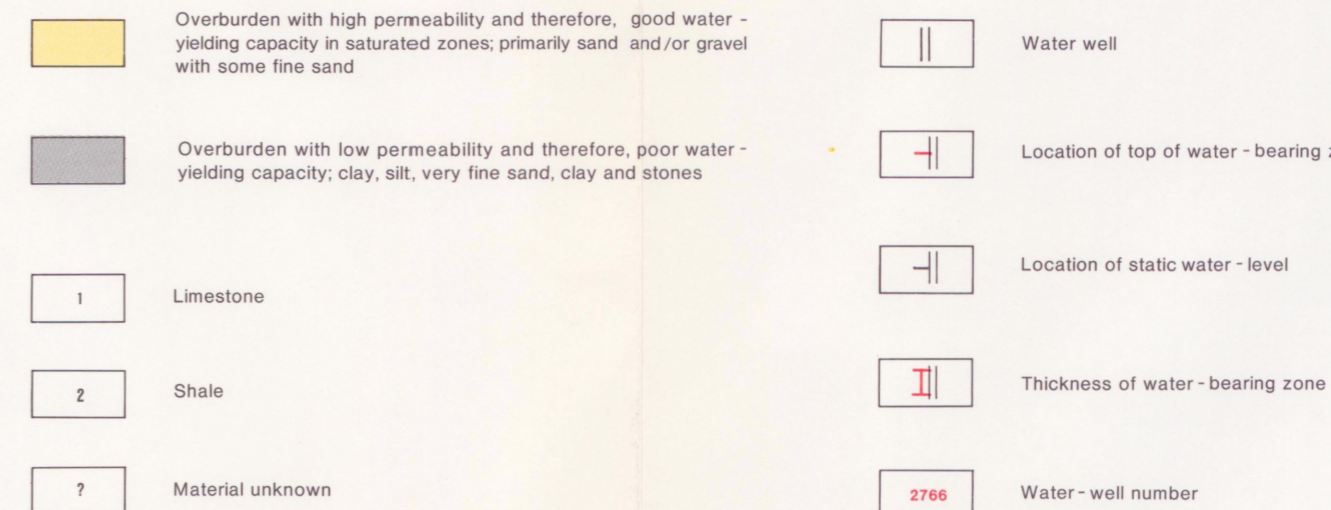 Overburden with high permeability and therefore, good water -
yielding capacity in saturated zones; primarily sand and/or gravel
with some fine sand
Overburden with low permeability and therefore, poor water -
yielding capacity; clay, silt, very fine sand, clay and stones
1 Limestone
2 Shale
? Material unknown
Water well
Location of top of water - bearing
Location of static water - level
Thickness of water - bearing zone
2766 Water - well number